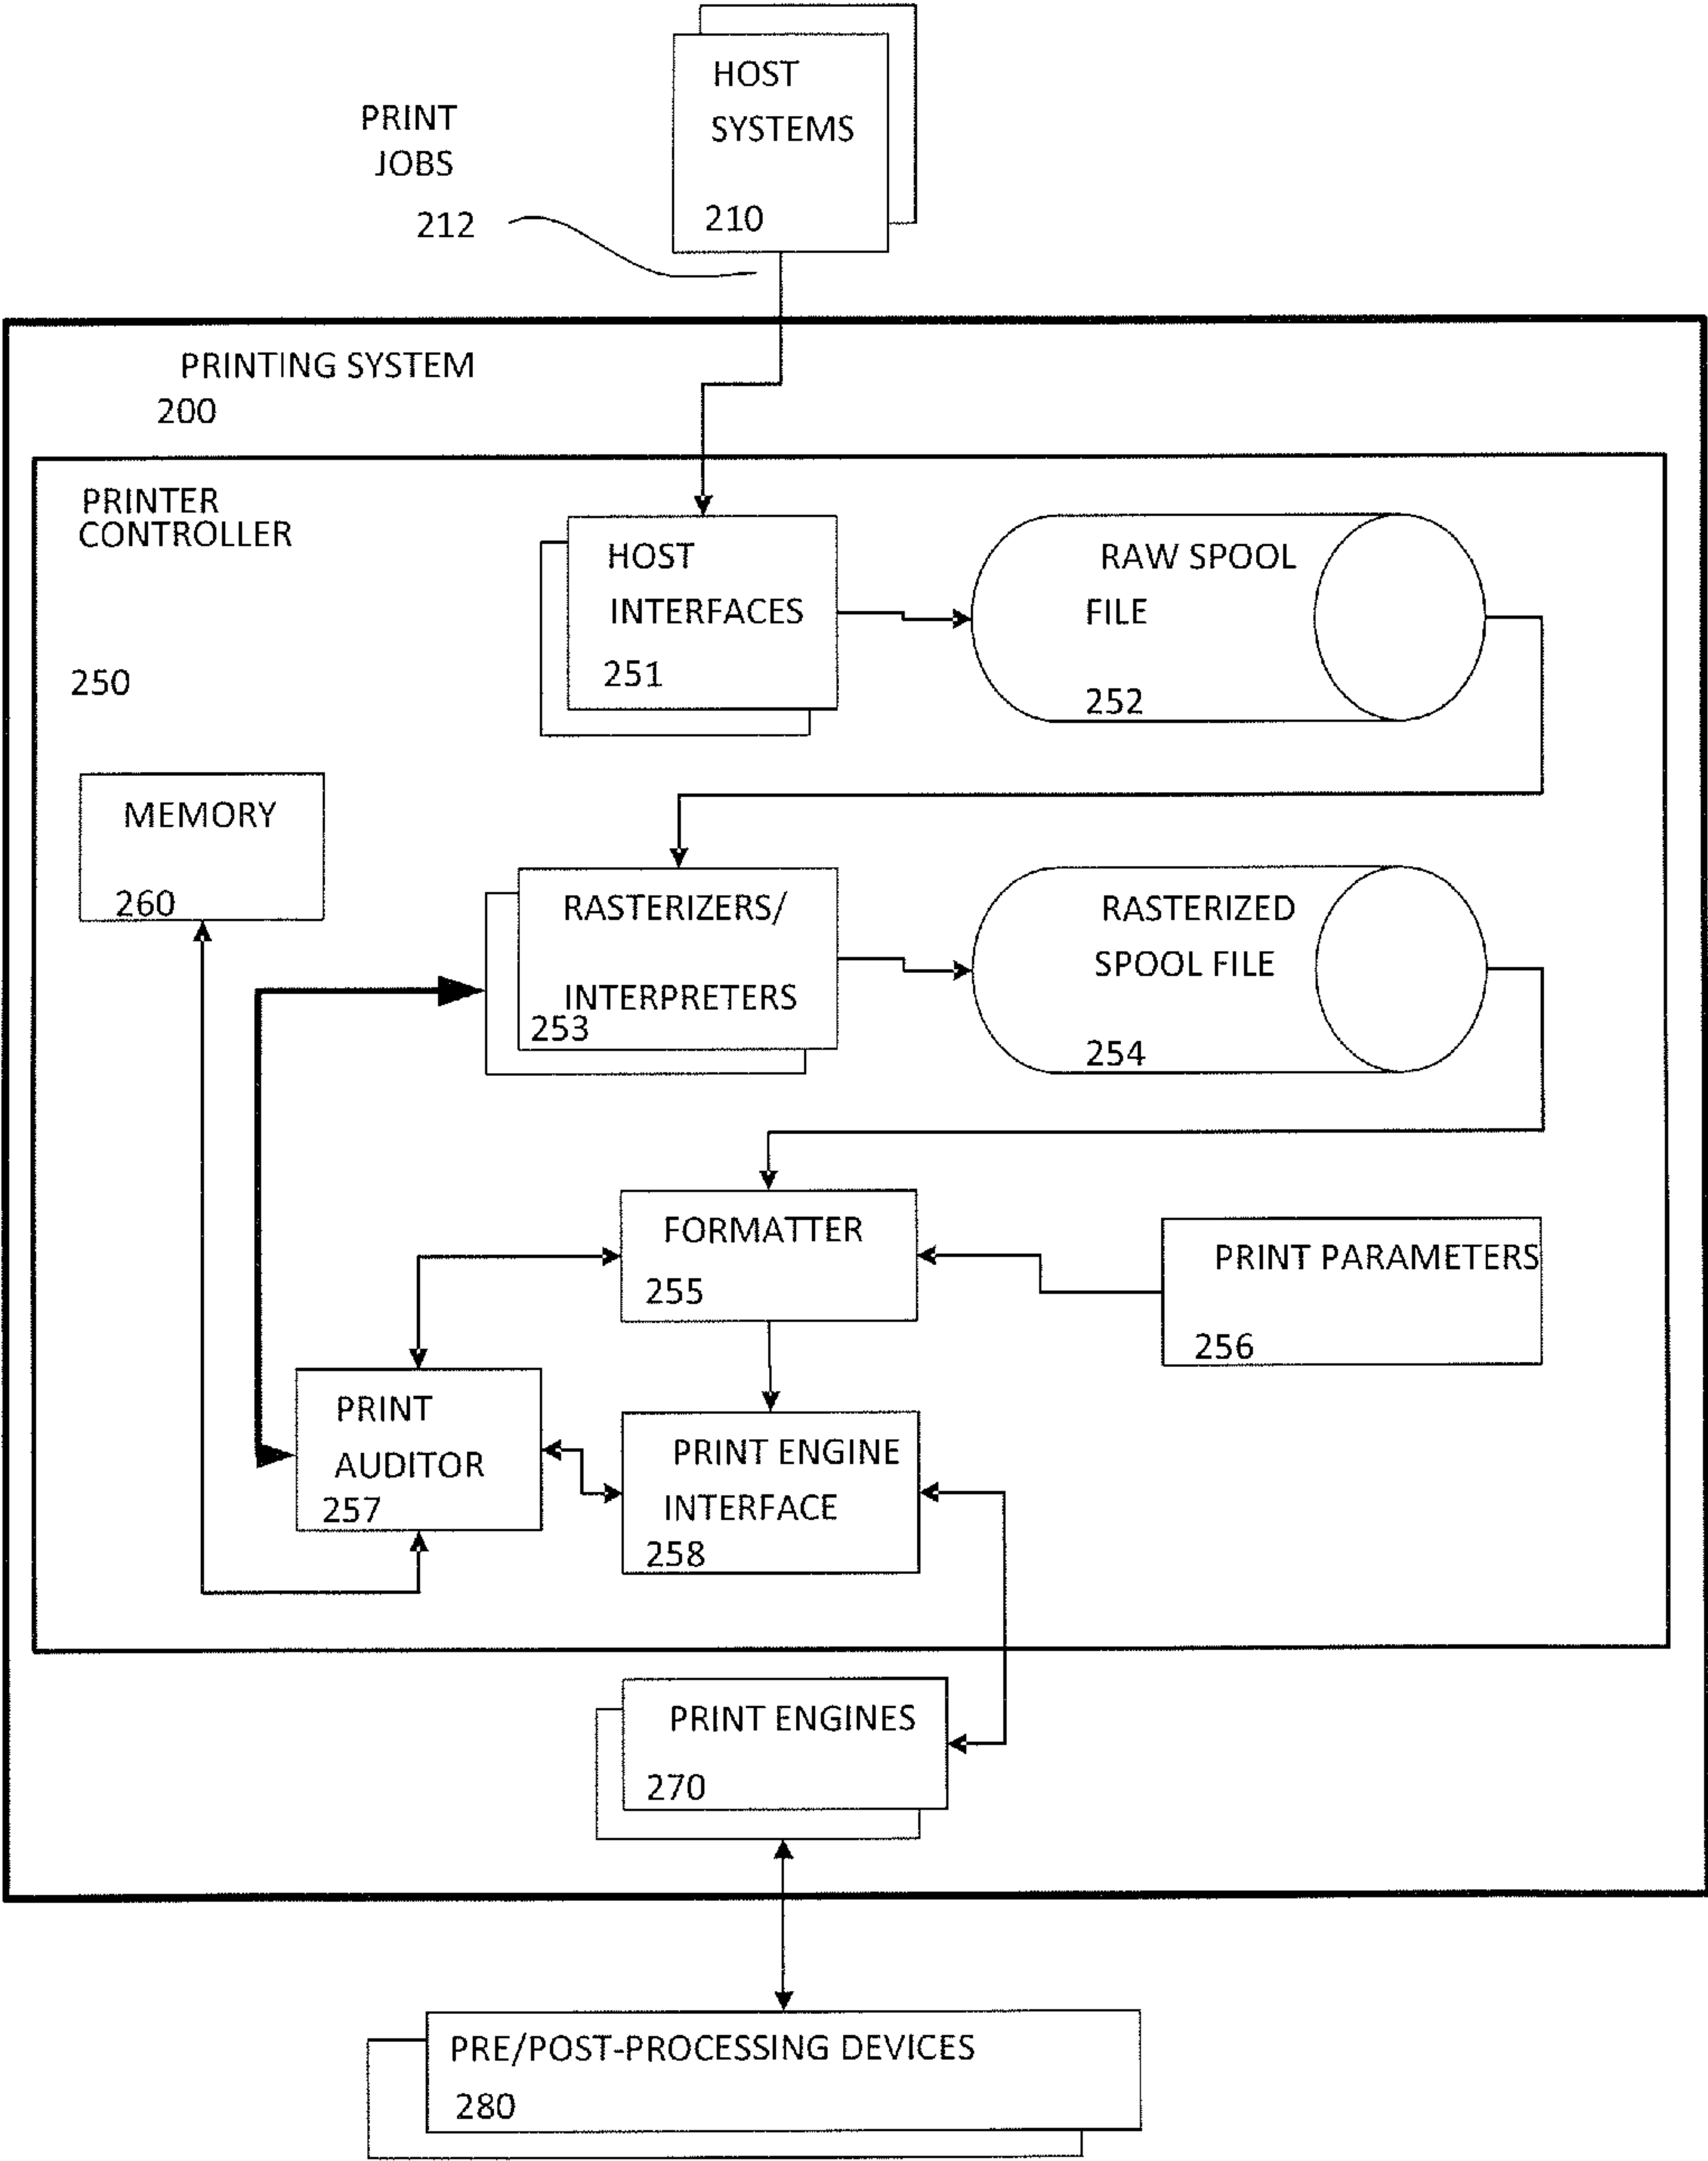 HOST
SYSTEMS
210
PRINT
JOBS
212
PRINTING SYSTEM
200
PRINTER
CONTROLLER
250
HOST
INTERFACES
251
RAW SPOOL
FILE
252
MEMORY
260
RASTERIZERS/
INTERPRETERS
253
RASTERIZED
SPOOL FILE
254
FORMATTER
255
PRINT PARAMETERS
256
PRINT
AUDITOR
257
PRINT ENGINE
INTERFACE
258
PRINT ENGINES
270
PRE/POST-PROCESSING DEVICES
280